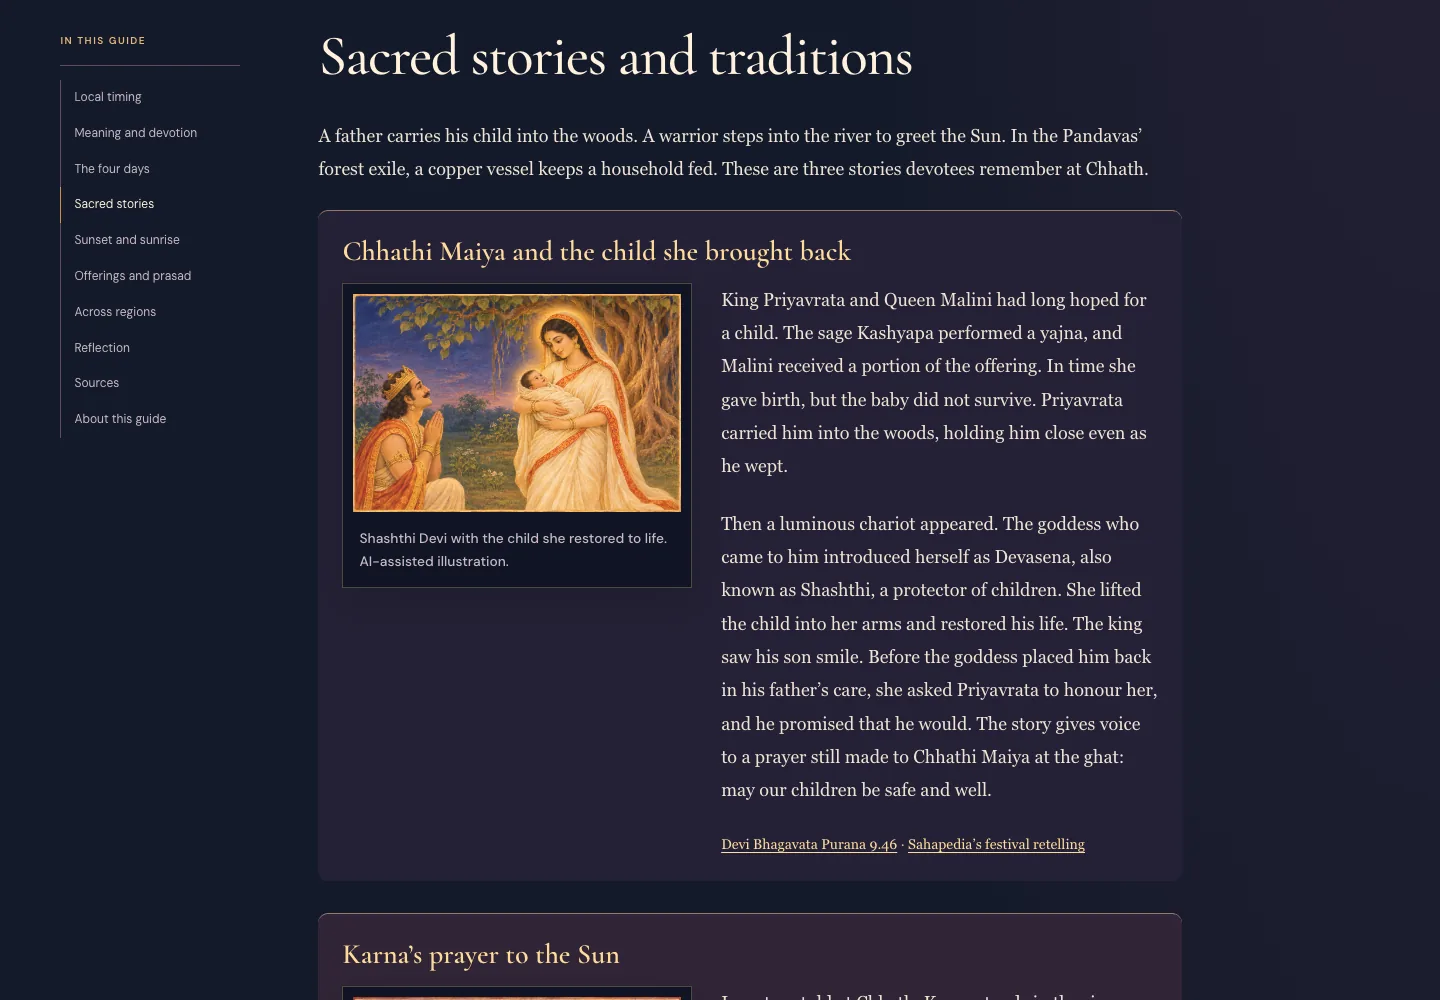 IN THIS GUIDE
Local timing
Meaning and devotion
The four days
Sacred stories
Sunset and sunrise
Offerings and prasad
Across regions
Reflection
Sources
About this guide
Sacred stories and traditions
A father carries his child into the woods. A warrior steps into the river to greet the Sun. In the Pandavas’
forest exile, a copper vessel keeps a household fed. These are three stories devotees remember at Chhath.
Chhathi Maiya and the child she brought back
Shashthi Devi with the child she restored to life.
AI-assisted illustration.
King Priyavrata and Queen Malini had long hoped for
a child. The sage Kashyapa performed a yajna, and
Malini received a portion of the offering. In time she
gave birth, but the baby did not survive. Priyavrata
carried him into the woods, holding him close even as
he wept.
Then a luminous chariot appeared. The goddess who
came to him introduced herself as Devasena, also
known as Shashthi, a protector of children. She lifted
the child into her arms and restored his life. The king
saw his son smile. Before the goddess placed him back
in his father’s care, she asked Priyavrata to honour her,
and he promised that he would. The story gives voice
to a prayer still made to Chhathi Maiya at the ghat:
may our children be safe and well.
Devi Bhagavata Purana 9.46 · Sahapedia’s festival retelling
Karna’s prayer to the Sun